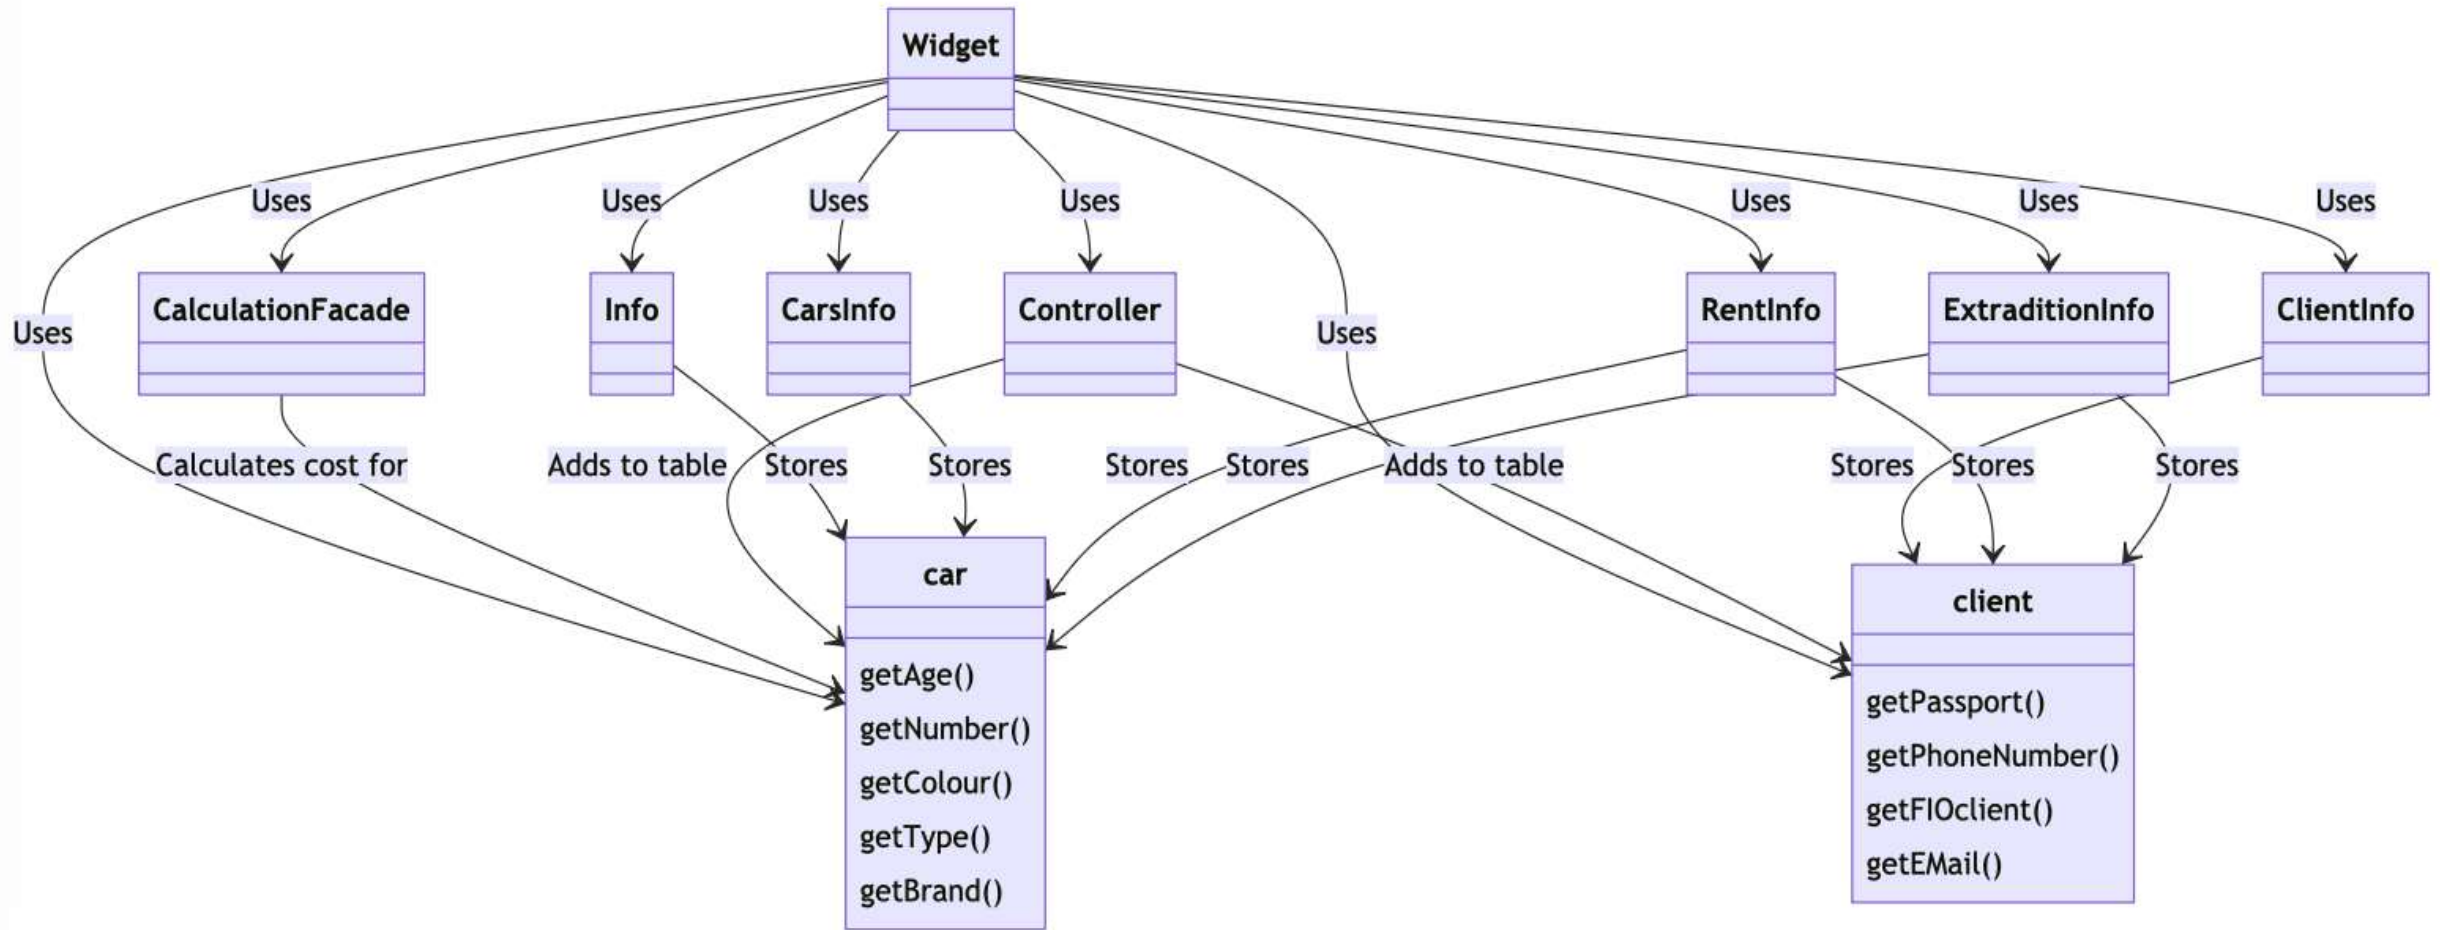 Widget
Uses
Uses
Uses
Uses
Uses
Uses
Uses
CalculationFacade
Info
CarsInfo
Controller
RentInfo
ExtraditionInfo
ClientInfo
Uses
Uses
Calculates cost for
Adds to table
Stores
Stores
Stores
Stores
Adds to table
Stores
Stores
Stores
car
getAge()
getNumber()
getColour()
getType()
getBrand()
client
getPassport()
getPhoneNumber()
getFIOclient()
getEMail()